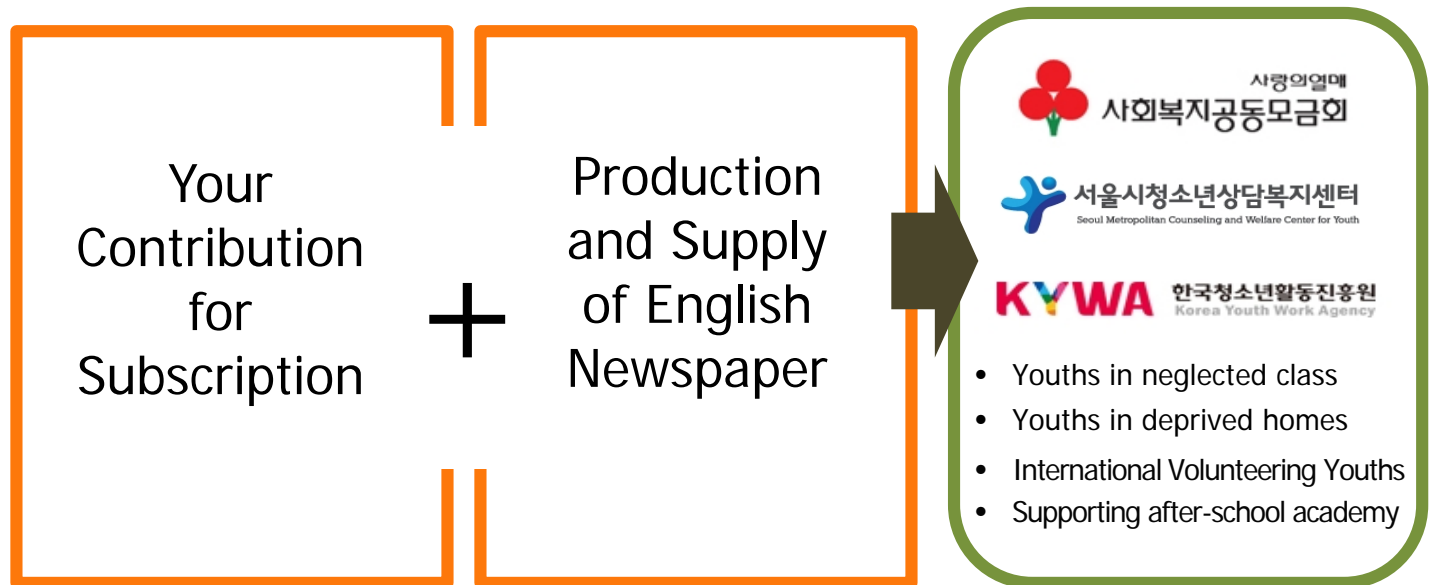 Your
Contribution
for
Subscription
+
Production
and Supply
of English
Newspaper
사랑의열매
사회복지공동모금회
서울시청소년상담복지센터
Seoul Metropolitan Counseling and Welfare Center for Youth
KYWA 한국청소년활동진흥원
Korea Youth Work Agency
• Youths in neglected class
• Youths in deprived homes
• International Volunteering Youths
• Supporting after-school academy